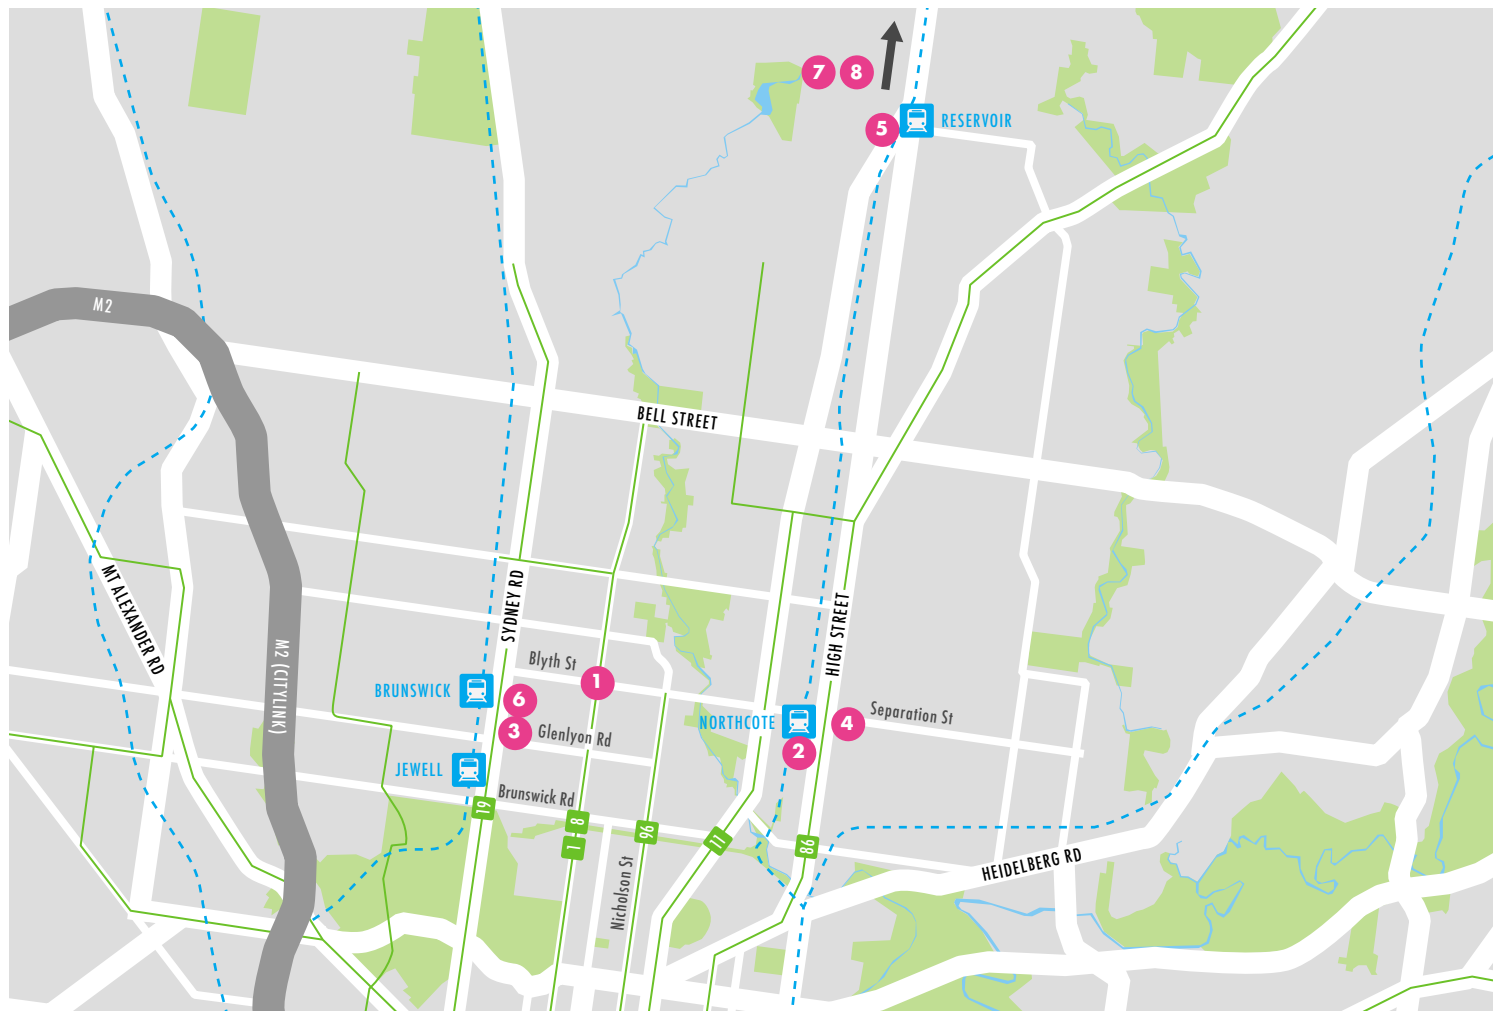 7
8
5
RESERVOIR
M2
BELL STREET
MT ALEXANDER RD
SYDNEY RD
HIGH STREET
M2 (CITYLINK)
Blyth St
1
BRUNSWICK
6
3
Glenlyon Rd
NORTHCOTE
4
Separation St
2
JEWELL
Brunswick Rd
19
8
1
96
11
86
Nicholson St
HEIDELBERG RD